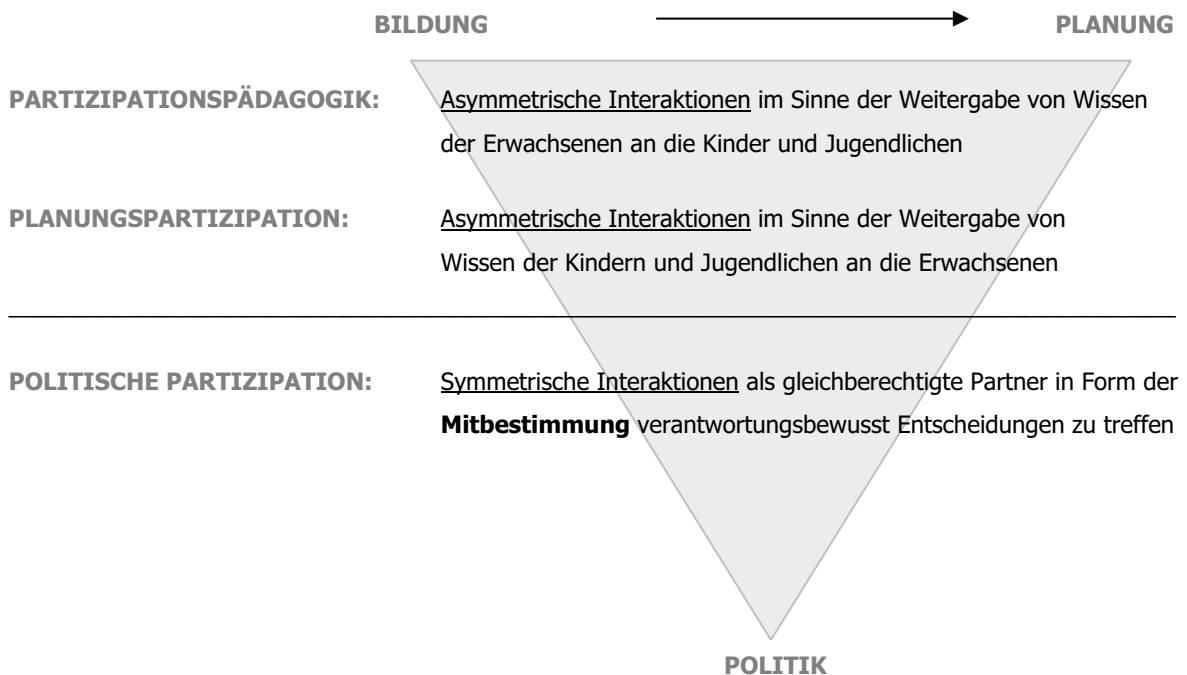 BILDUNG PLANUNG
PARTIZIPATIONSPÄDAGOGIK: Asymmetrische Interaktionen im Sinne der Weitergabe von Wissen
der Erwachsenen an die Kinder und Jugendlichen
PLANUNGSPARTIZIPATION: Asymmetrische Interaktionen im Sinne der Weitergabe von
Wissen der Kindern und Jugendlichen an die Erwachsenen
POLITISCHE PARTIZIPATION: Symmetrische Interaktionen als gleichberechtigte Partner in Form der
Mitbestimmung verantwortungsbewusst Entscheidungen zu treffen
POLITIK